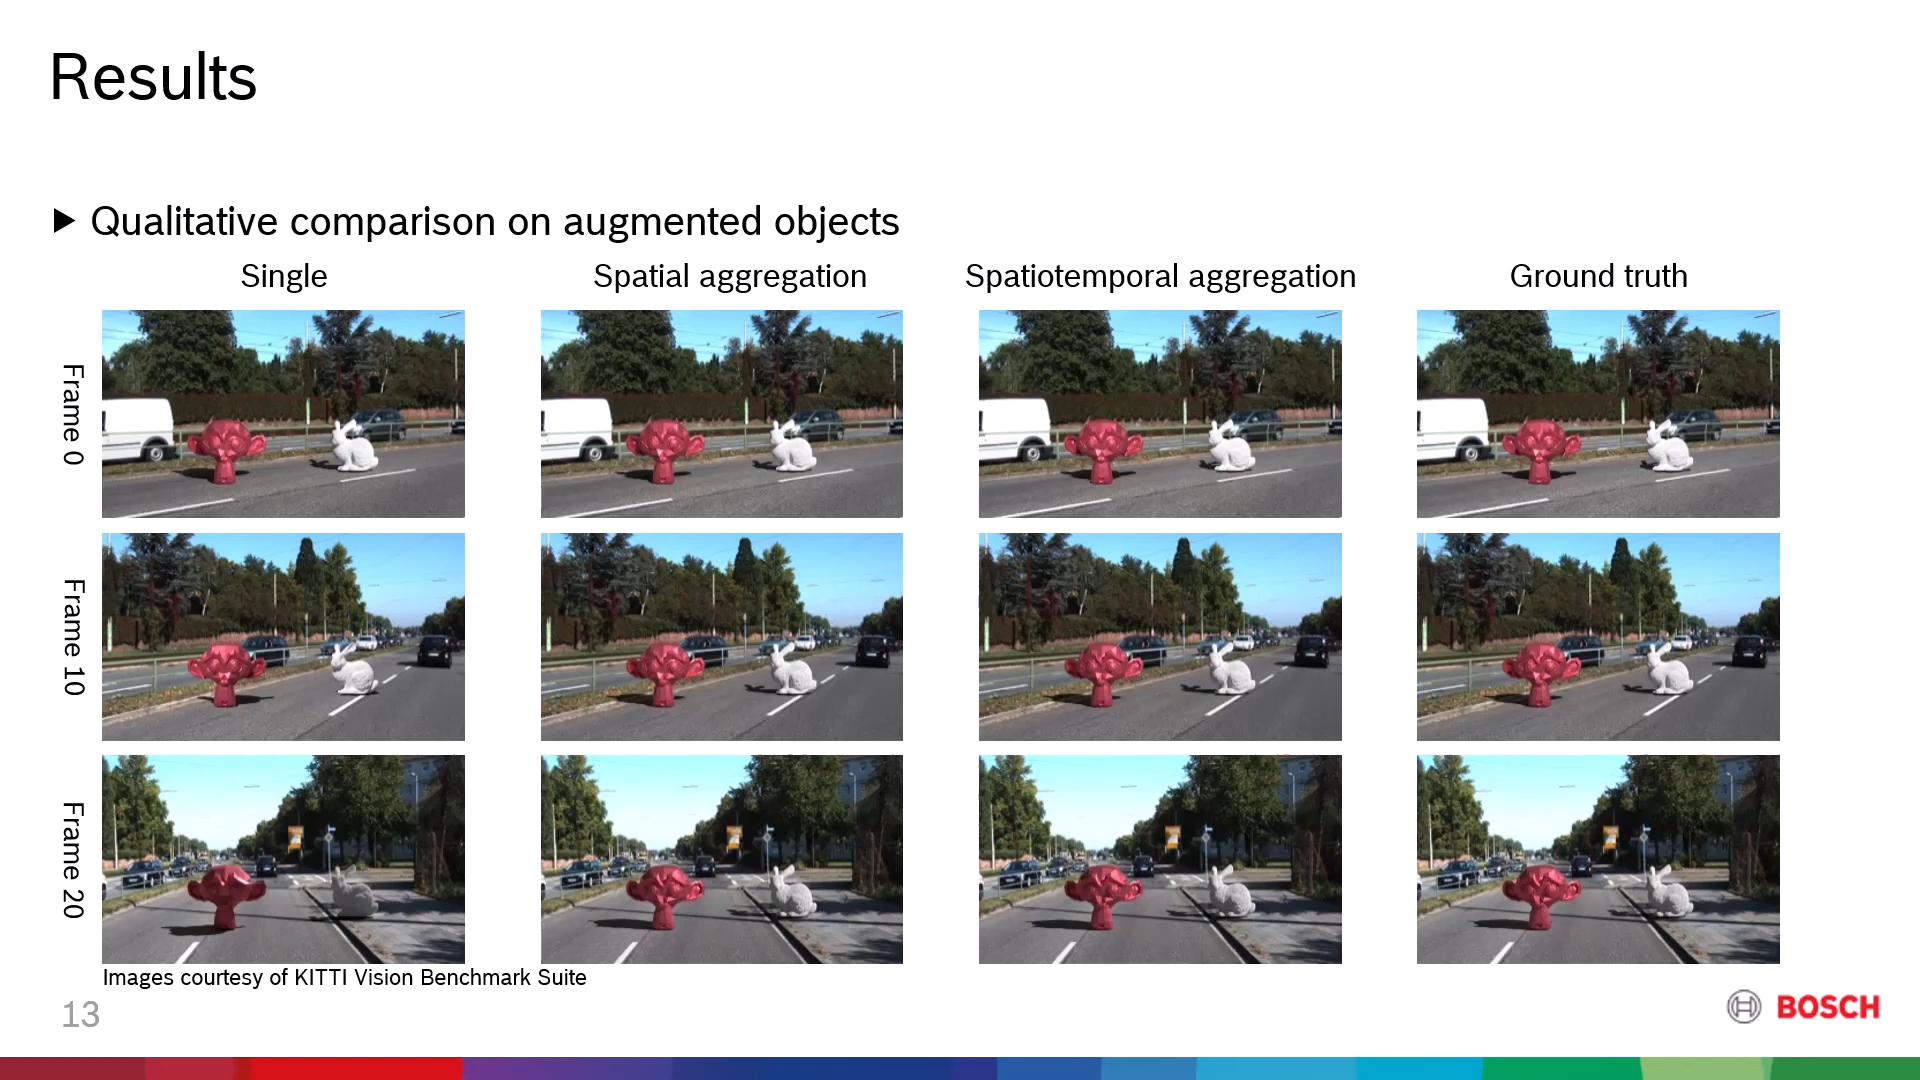 Results
▶ Qualitative comparison on augmented objects
Single
Spatial aggregation
Spatiotemporal aggregation
Ground truth
Frame 0
Frame 10
Frame 20
Images courtesy of KITTI Vision Benchmark Suite
13
BOSCH